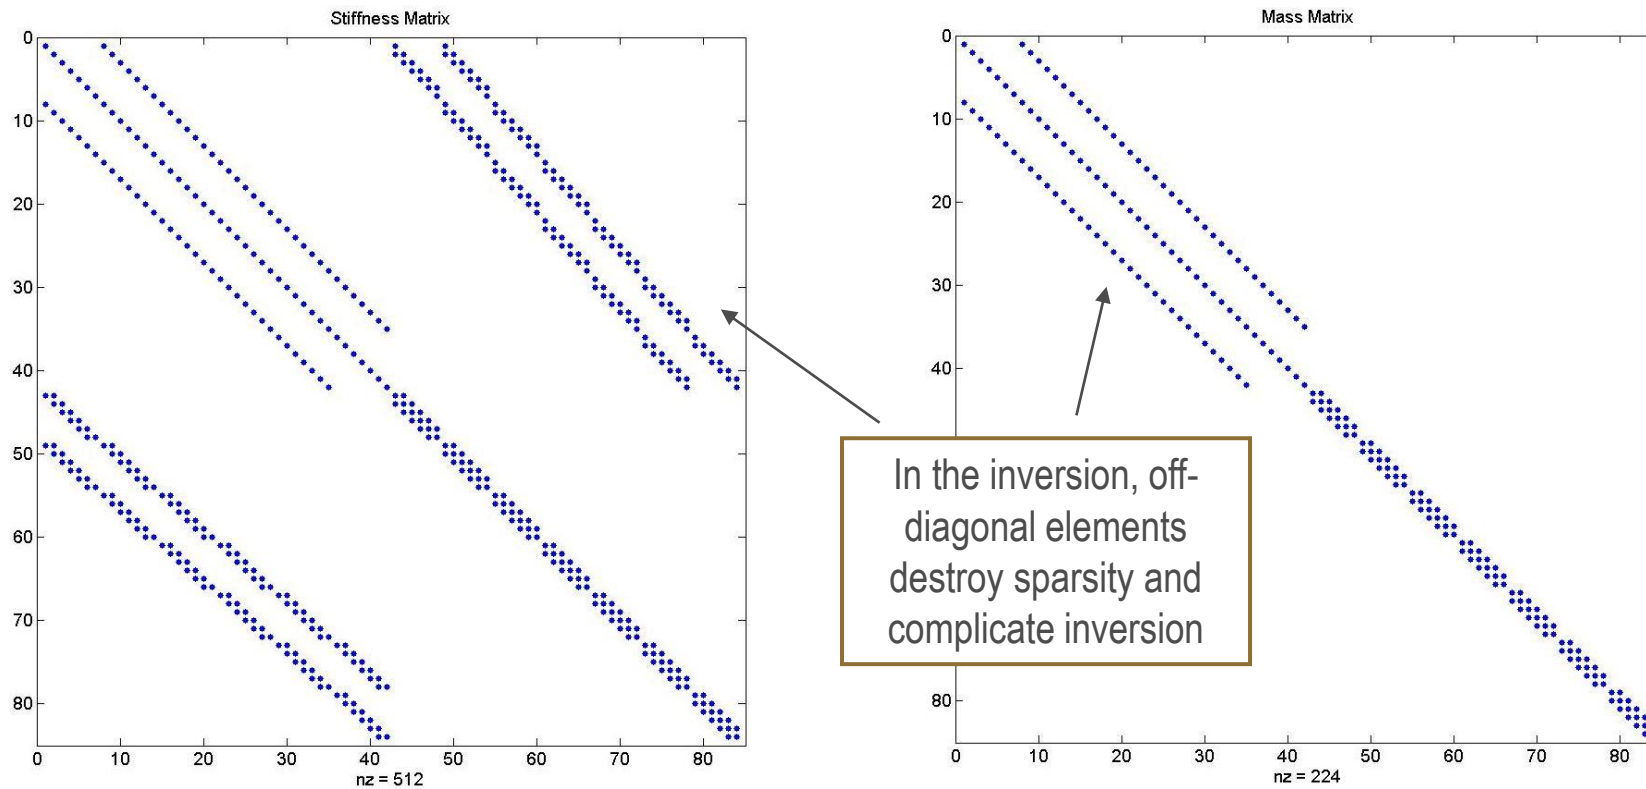 Stiffness Matrix
0
10
20
30
40
50
60
70
80
0 10 20 30 40 50 60 70 80
nz = 512
Mass Matrix
0
10
20
30
40
80
0 10 20 30 40 50 60 70 80
nz = 224
In the inversion, off-
diagonal elements
destroy sparsity and
complicate inversion